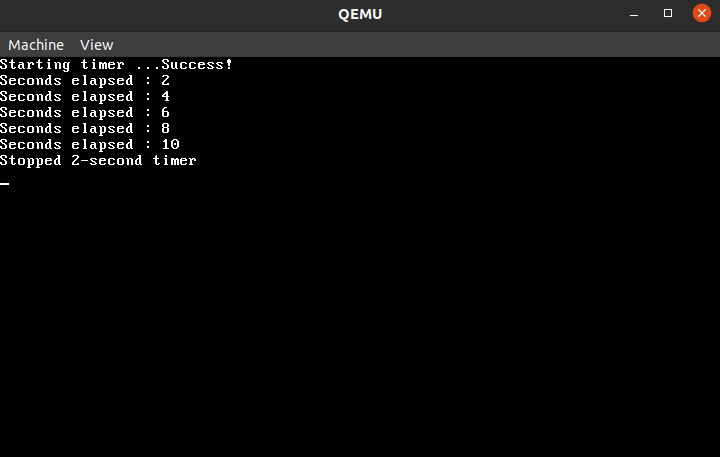 QEMU
Machine View
Starting timer ...Success!
Seconds elapsed : 2
Seconds elapsed : 4
Seconds elapsed : 6
Seconds elapsed : 8
Seconds elapsed : 10
Stopped 2-second timer